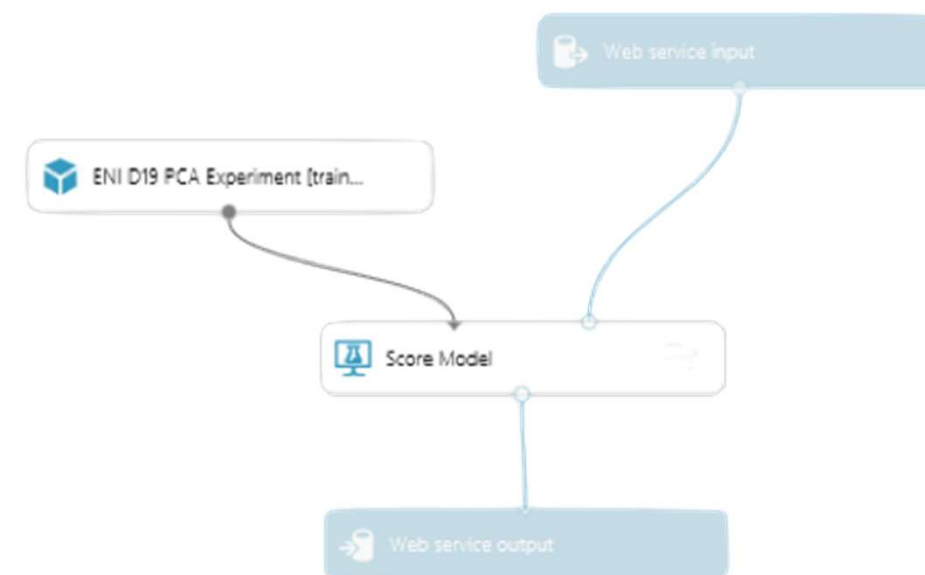 Web service input
ENI D19 PCA Experiment [train...
Score Model
Web service output